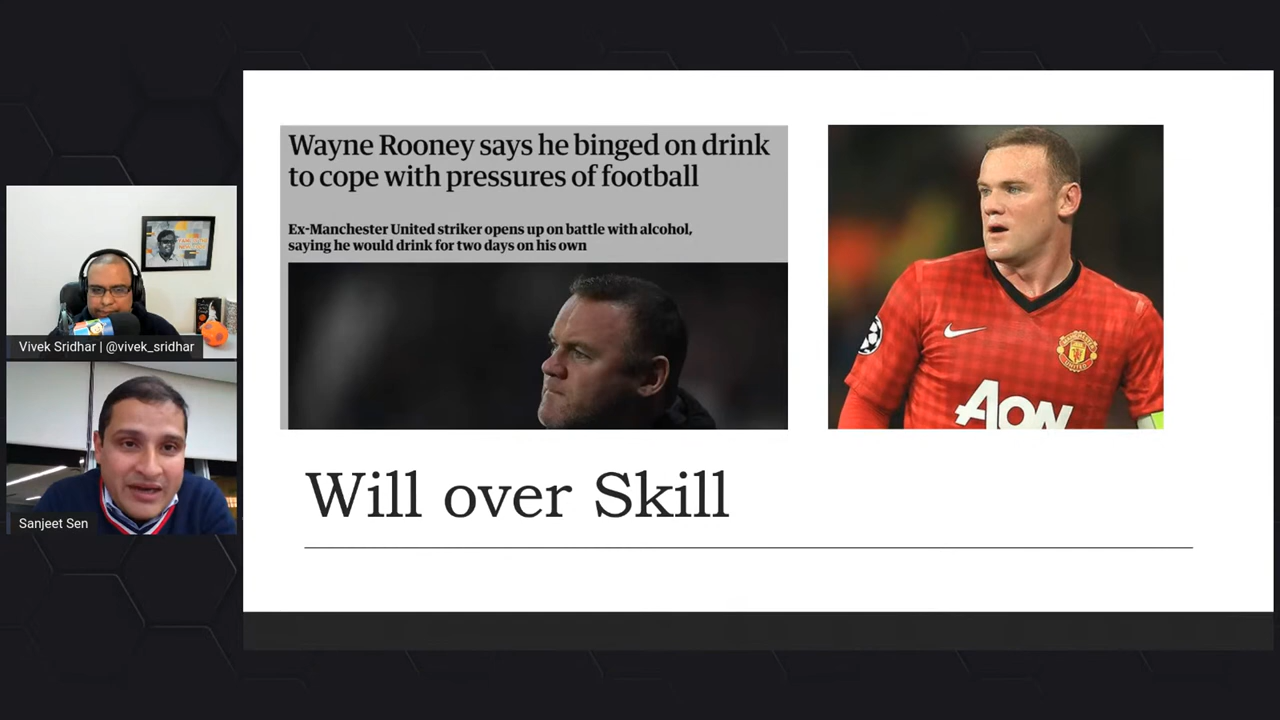 Wayne Rooney says he binged on drink
to cope with pressures of football
Ex-Manchester United striker opens up on battle with alcohol,
saying he would drink for two days on his own
AON
Will over Skill
Vivek Sridhar | @vivek_sridhar
Sanjeet Sen